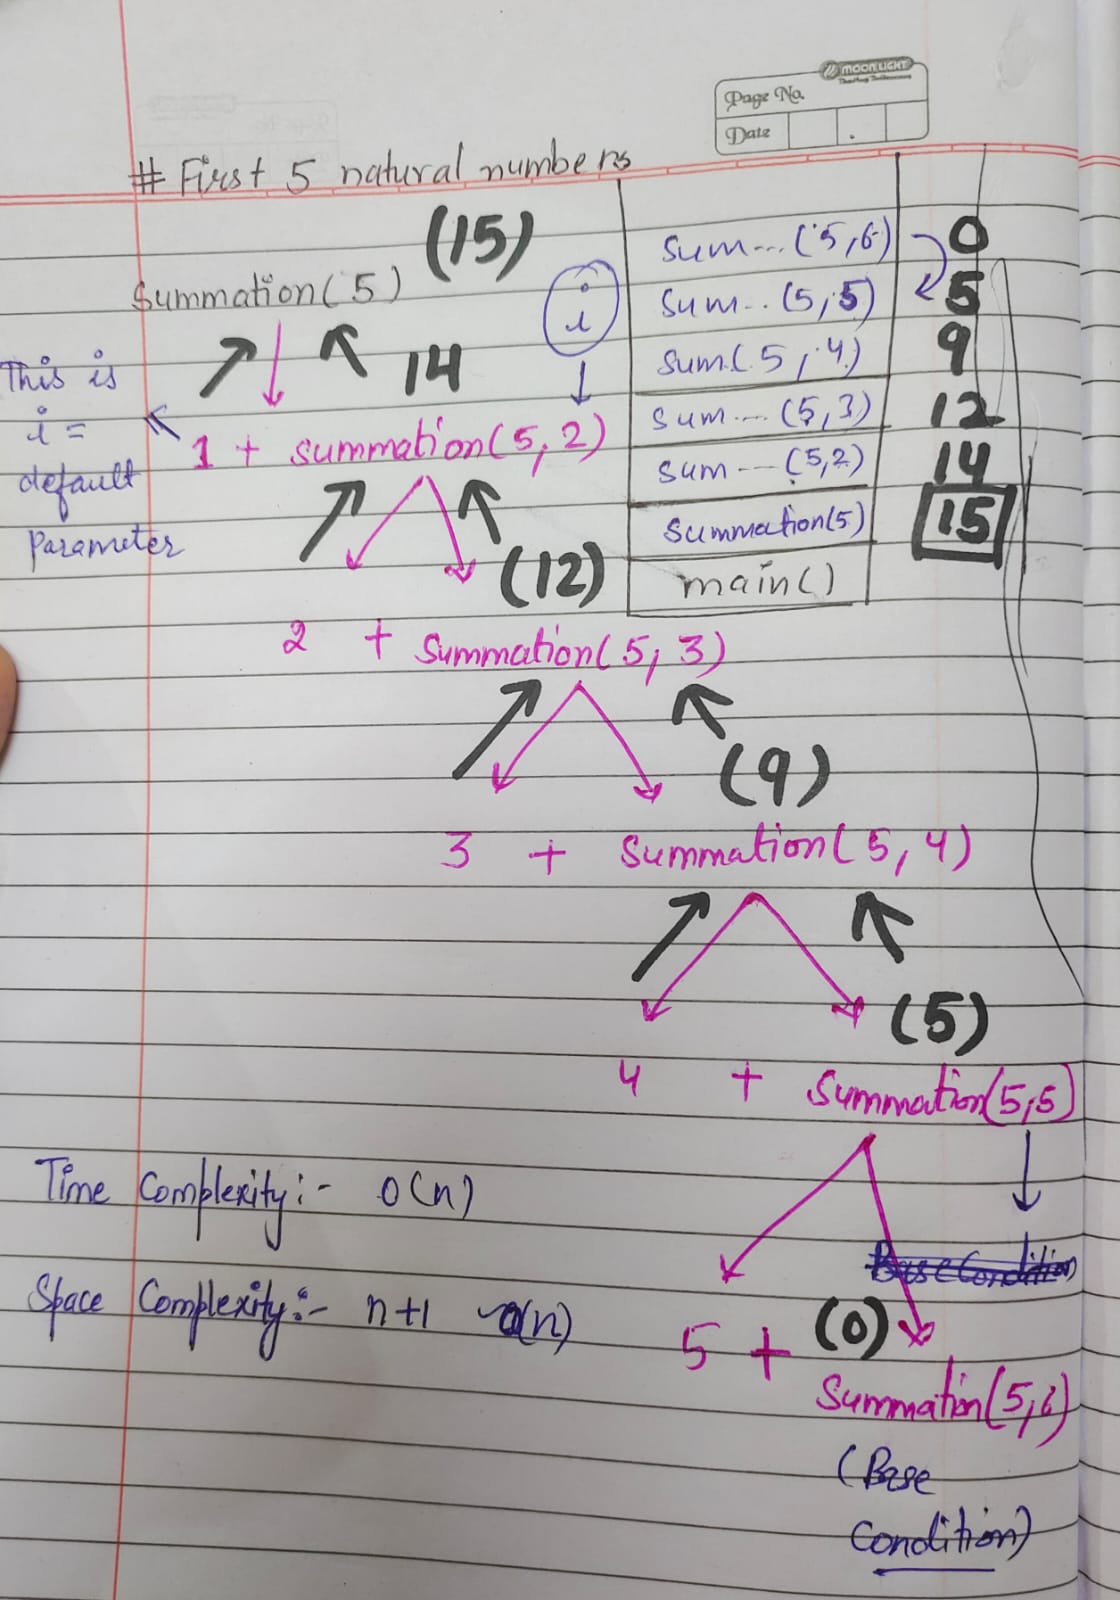 MOONLIGHT
Page No.
Date
# First 5 natural numbers
(15)
Summation(5)
i
14
This is
i =
default
Parameter
1 + summation(5,2)
(12)
2 + Summation(5,3)
(9)
3 + Summation(5,4)
(5)
4 + Summation(5,5)
Base Condition
5 + (0)
Summation(5,6)
(Base
Condition)
sum...(5,6) 0
sum..(5,5) 5
sum.(5,4) 9
sum...(5,3) 12
sum---(5,2) 14
summation(5) 15
main()
Time Complexity:- O(n)
Space Complexity:- n+1 ~O(n)